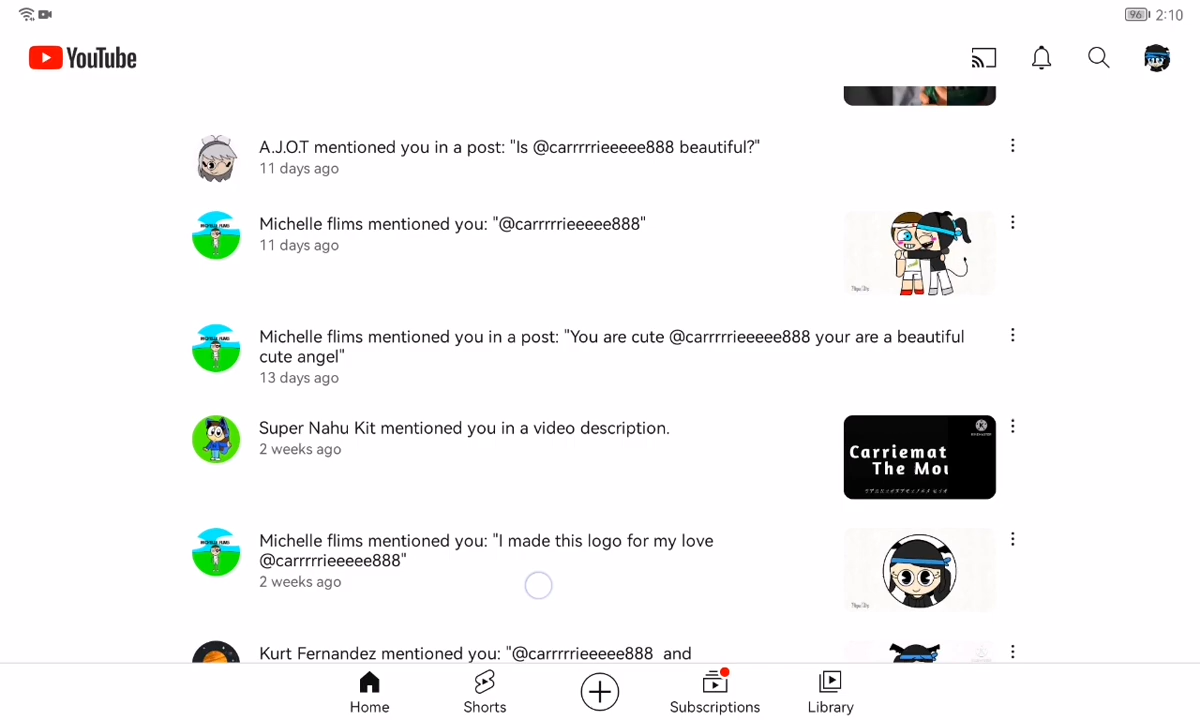 96 2:10
YouTube
A.J.O.T mentioned you in a post: "Is @carrrrrieeeee888 beautiful?"
11 days ago
Michelle flims mentioned you: "@carrrrrieeeee888"
11 days ago
Michelle flims mentioned you in a post: "You are cute @carrrrrieeeee888 your are a beautiful
cute angel"
13 days ago
Super Nahu Kit mentioned you in a video description.
2 weeks ago
Carriemat
The Mou
Michelle flims mentioned you: "I made this logo for my love
@carrrrrieeeee888"
2 weeks ago
Kurt Fernandez mentioned you: "@carrrrrieeeee888 and
Home Shorts Subscriptions Library